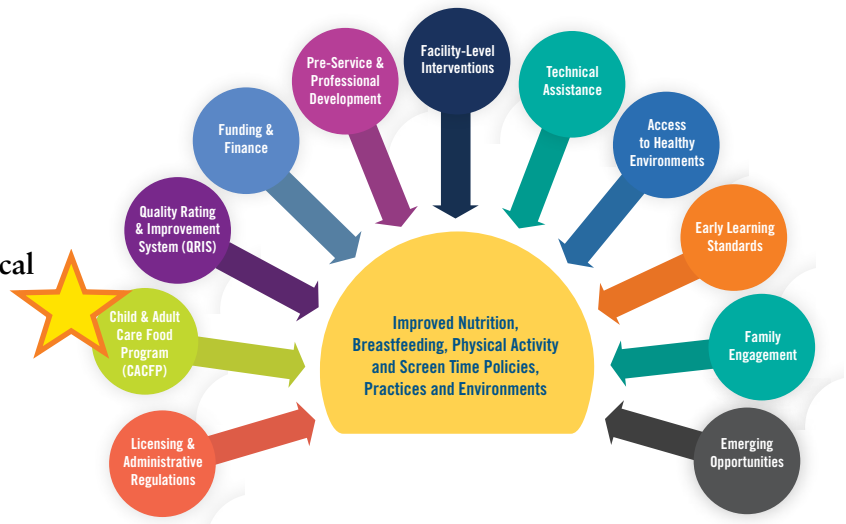 Facility-Level
Interventions
Pre-Service &
Professional
Development
Technical
Assistance
Funding &
Finance
Access
to Healthy
Environments
Quality Rating
& Improvement
System (QRIS)
Early Learning
Standards
cal
Child & Adult
Care Food
Program
(CACFP)
Improved Nutrition,
Breastfeeding, Physical Activity
and Screen Time Policies,
Practices and Environments
Family
Engagement
Licensing &
Administrative
Regulations
Emerging
Opportunities